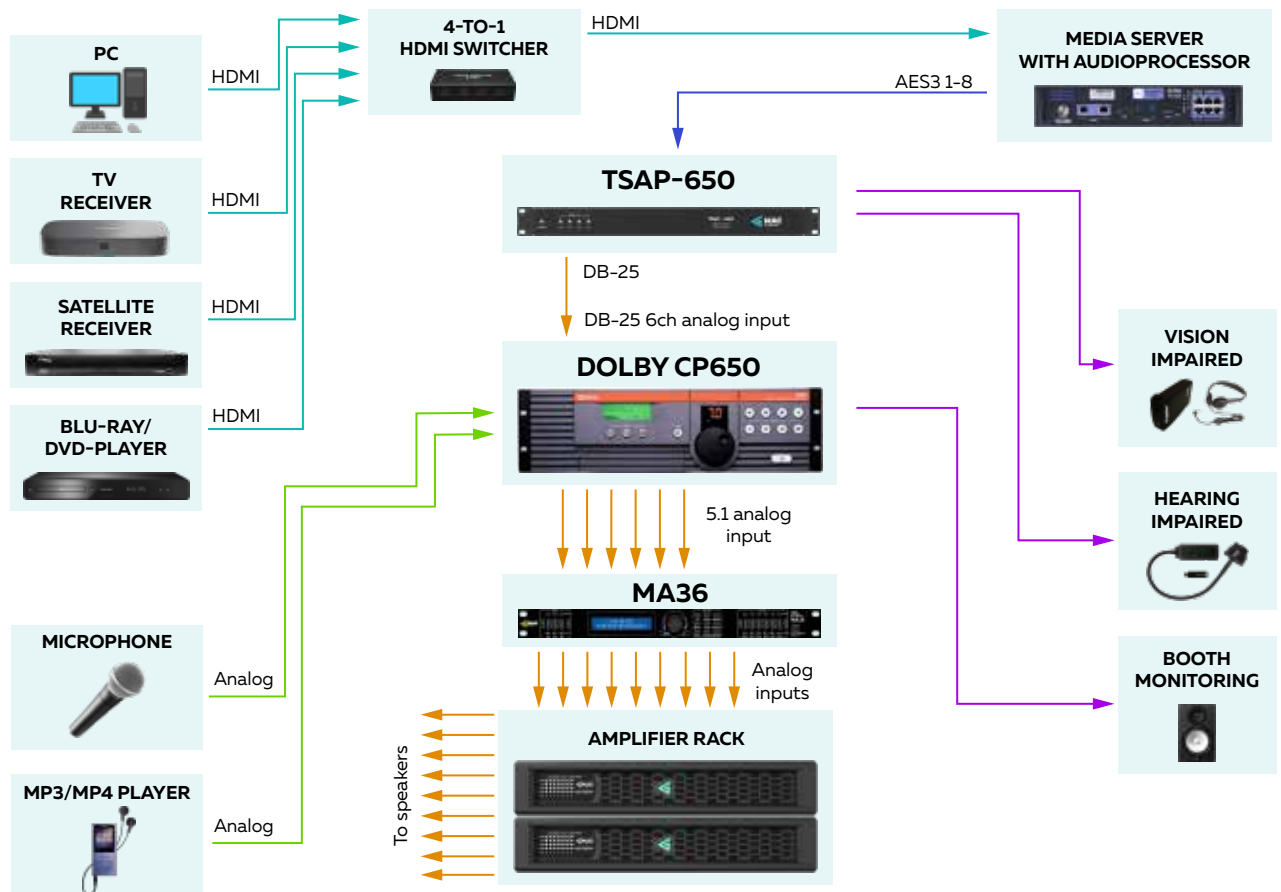 PC
HDMI
TV
RECEIVER
HDMI
SATELLITE
RECEIVER
HDMI
BLU-RAY/
DVD-PLAYER
HDMI
MICROPHONE
Analog
MP3/MP4 PLAYER
Analog
4-TO-1
HDMI SWITCHER
HDMI
MEDIA SERVER
WITH AUDIOPROCESSOR
AES3 1-8
TSAP-650
DB-25
DB-25 6ch analog input
DOLBY CP650
7.0
5.1 analog
input
MA36
Analog
inputs
AMPLIFIER RACK
To speakers
VISION
IMPAIRED
HEARING
IMPAIRED
BOOTH
MONITORING